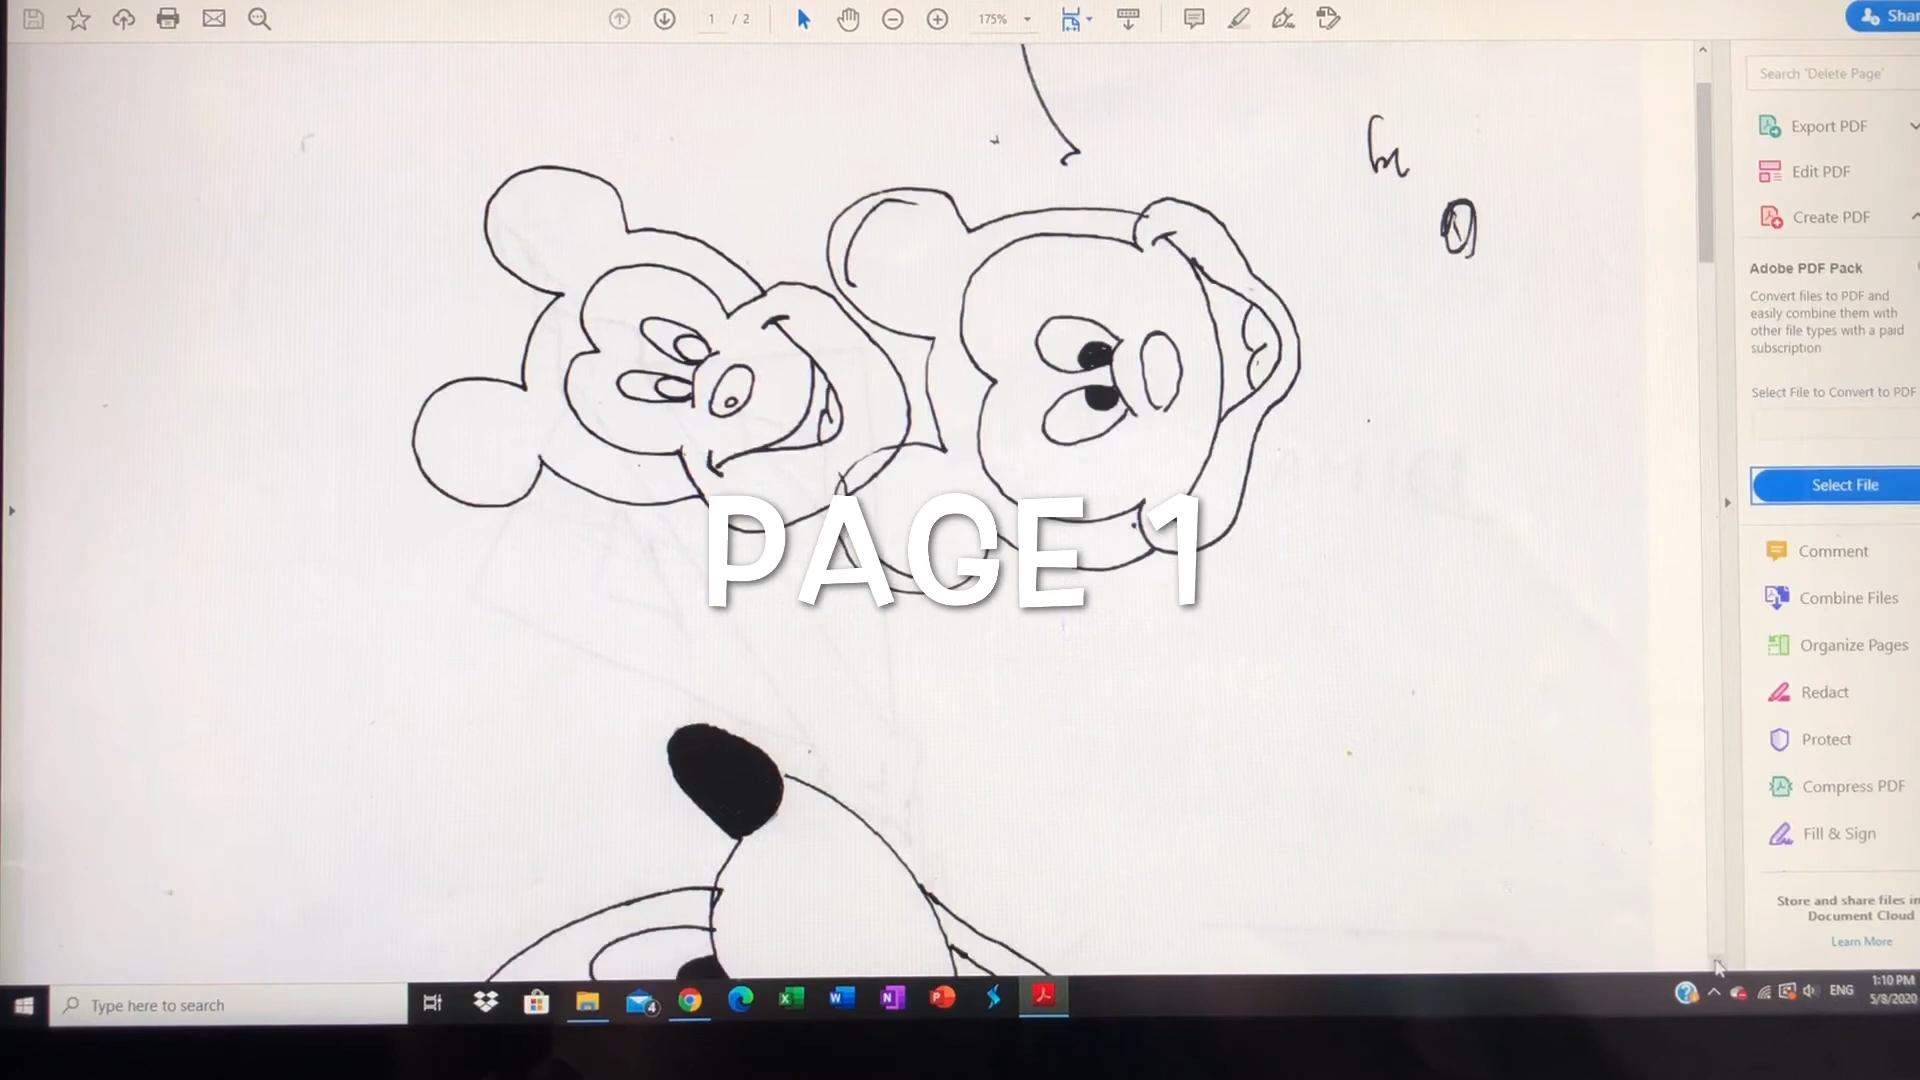 1 / 2
175%
Shar
Search 'Delete Page'
Export PDF
Edit PDF
Create PDF
Adobe PDF Pack
Convert files to PDF and
easily combine them with
other file types with a paid
subscription
Select File to Convert to PDF
Select File
PAGE 1
Comment
Combine Files
Organize Pages
Redact
Protect
Compress PDF
Fill & Sign
Store and share files in
Document Cloud
Learn More
Type here to search
4
ENG
1:10 PM
5/8/2020